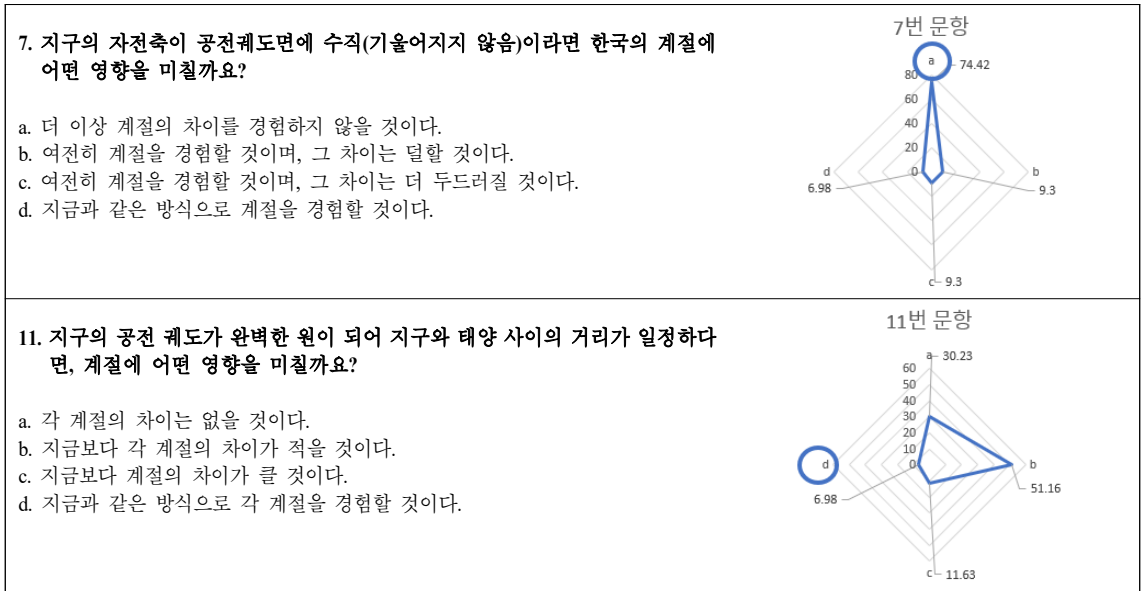 7. 지구의 자전축이 공전궤도면에 수직(기울어지지 않음)이라면 한국의 계절에
어떤 영향을 미칠까요?
a. 더 이상 계절의 차이를 경험하지 않을 것이다.
b. 여전히 계절을 경험할 것이며, 그 차이는 덜할 것이다.
c. 여전히 계절을 경험할 것이며, 그 차이는 더 두드러질 것이다.
d. 지금과 같은 방식으로 계절을 경험할 것이다.
7번 문항
a
74.42
80
60
40
20
0
d
6.98
b
9.3
c
9.3
11. 지구의 공전 궤도가 완벽한 원이 되어 지구와 태양 사이의 거리가 일정하다
면, 계절에 어떤 영향을 미칠까요?
a. 각 계절의 차이는 없을 것이다.
b. 지금보다 각 계절의 차이가 적을 것이다.
c. 지금보다 계절의 차이가 클 것이다.
d. 지금과 같은 방식으로 각 계절을 경험할 것이다.
11번 문항
a
30.23
60
50
40
30
20
10
0
d
6.98
b
51.16
c
11.63